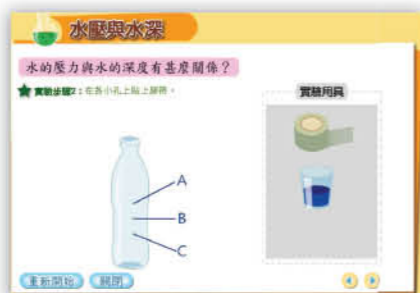 水壓與水深
水的壓力與水的深度有甚麼關係？
實驗步驟2：在各小孔上貼上膠帶。
實驗用具
A
B
C
重新開始
關閉